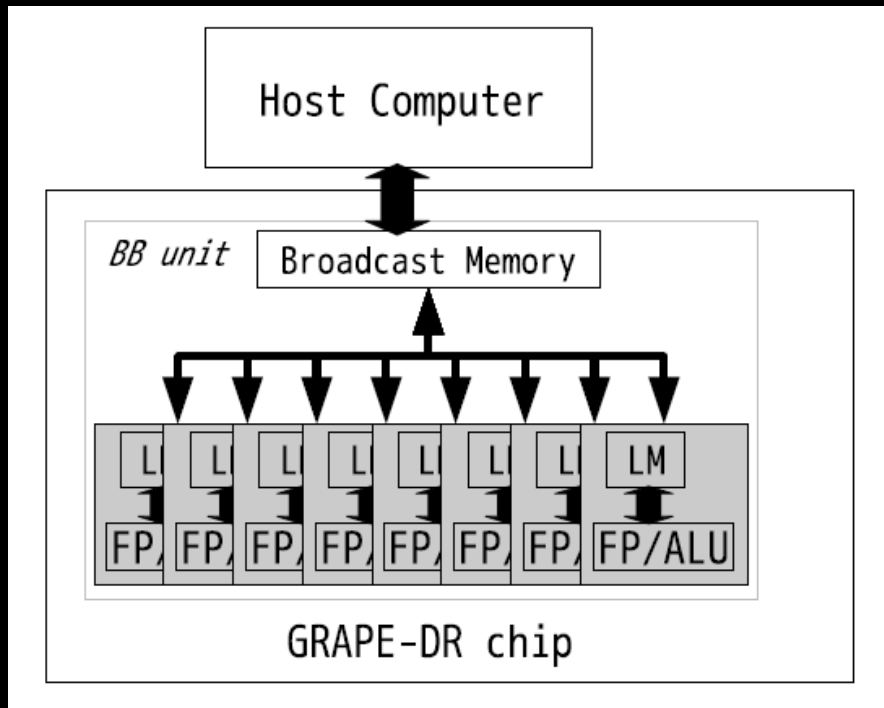 Host Computer
BB unit
Broadcast Memory
LM
FP/ALU
GRAPE-DR chip